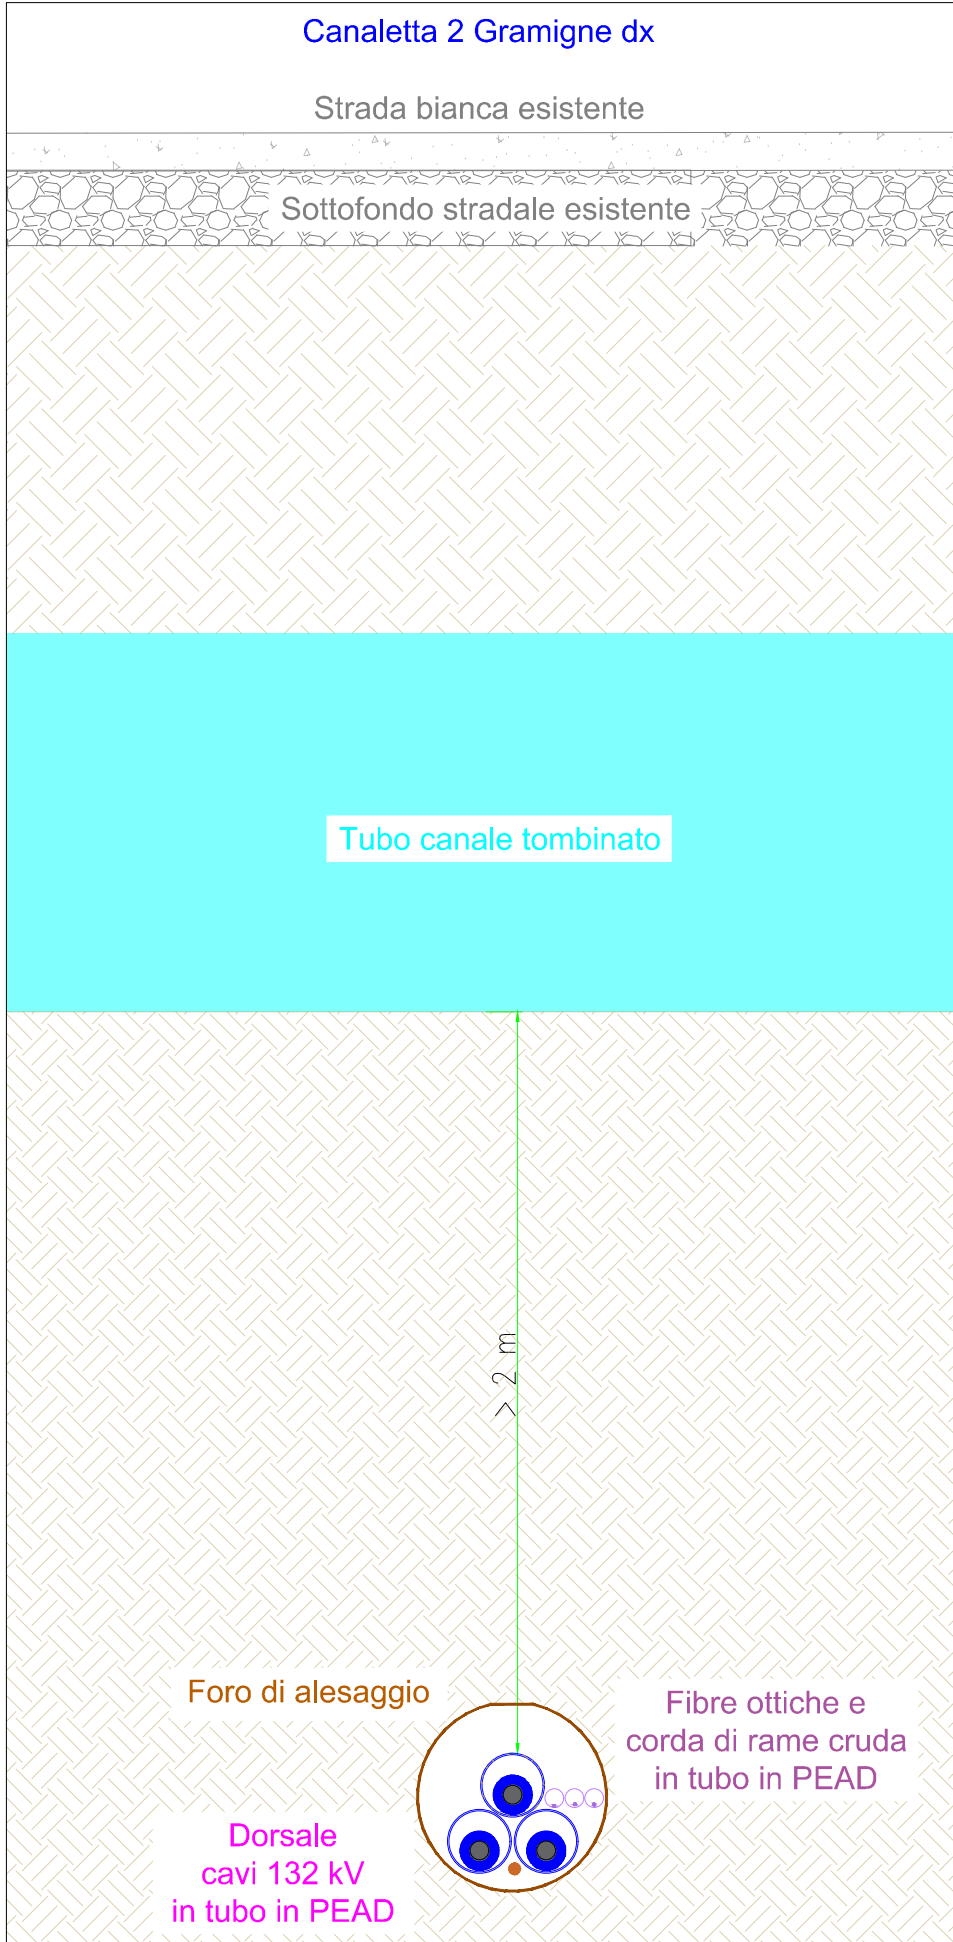 Canaletta 2 Gramigne dx
Strada bianca esistente
Sottofondo stradale esistente
Tubo canale tombinato
> 2 m
Foro di alesaggio
Fibre ottiche e
corda di rame cruda
in tubo in PEAD
Dorsale
cavi 132 kV
in tubo in PEAD